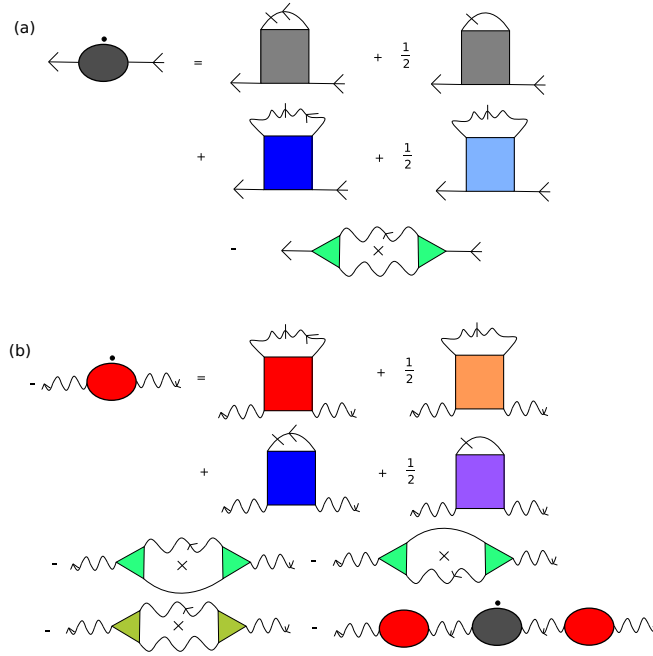 (a)
= + 1/2
+ + 1/2
-
(b)
- = + 1/2
+ + 1/2
- -
- -